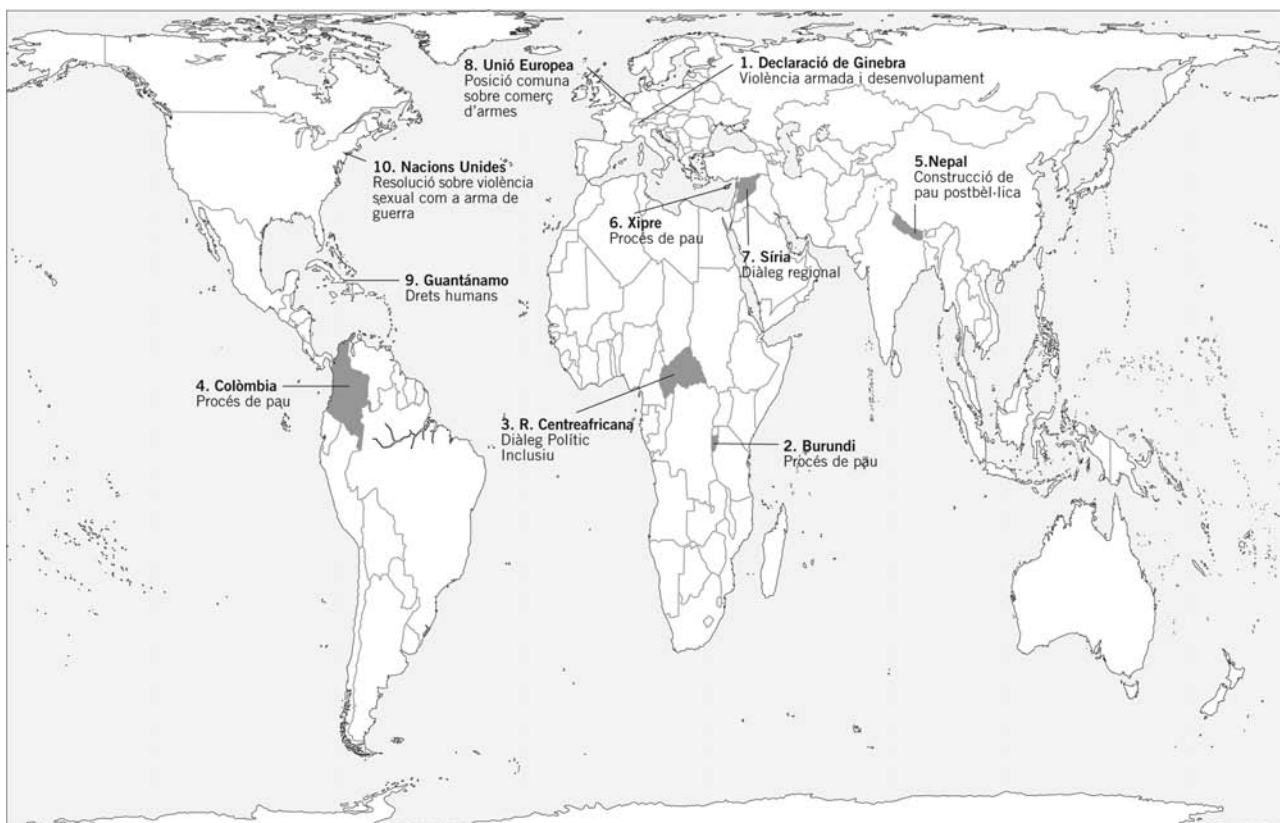 8. Unió Europea
Posició comuna
sobre comerç
d'armes
1. Declaració de Ginebra
Violència armada i desenvolupament
10. Nacions Unides
Resolució sobre violència
sexual com a arma de
guerra
5.Nepal
Construcció de
pau postbèl·lica
6. Xipre
Procés de pau
7. Síria
Diàleg regional
9. Guantánamo
Drets humans
4. Colòmbia
Procés de pau
3. R. Centreafricana
Diàleg Polític
Inclusiu
2. Burundi
Procés de pau